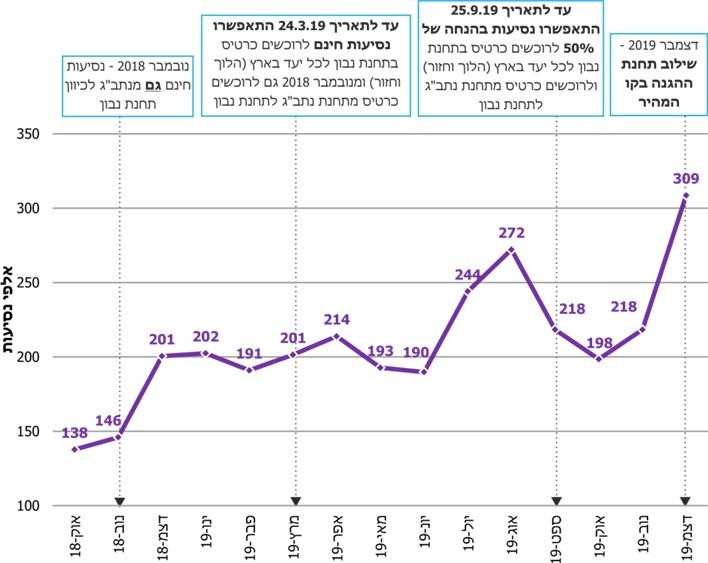 נובמבר 2018 - נסיעות
חינם גם מנתב"ג לכיוון
תחנת נבון
עד לתאריך 24.3.19 התאפשרו
נסיעות חינם לרוכשים כרטיס
בתחנת נבון לכל יעד בארץ (הלוך
וחזור) ומנובמבר 2018 גם לרוכשים
כרטיס מתחנת נתב"ג לתחנת נבון
עד לתאריך 25.9.19
התאפשרו נסיעות בהנחה של
50% לרוכשים כרטיס בתחנת
נבון לכל יעד בארץ (הלוך וחזור)
ולרוכשים כרטיס מתחנת נתב"ג
לתחנת נבון
דצמבר 2019 -
שילוב תחנת
ההגנה בקו
המהיר
אלפי נסיעות
350
300
250
200
150
100
138
146
201
202
191
201
214
193
190
244
272
218
198
218
309
אוק-18
נוב-18
דצמ-18
ינו-19
פבר-19
מרץ-19
אפר-19
מאי-19
יונ-19
יול-19
אוג-19
ספט-19
אוק-19
נוב-19
דצמ-19